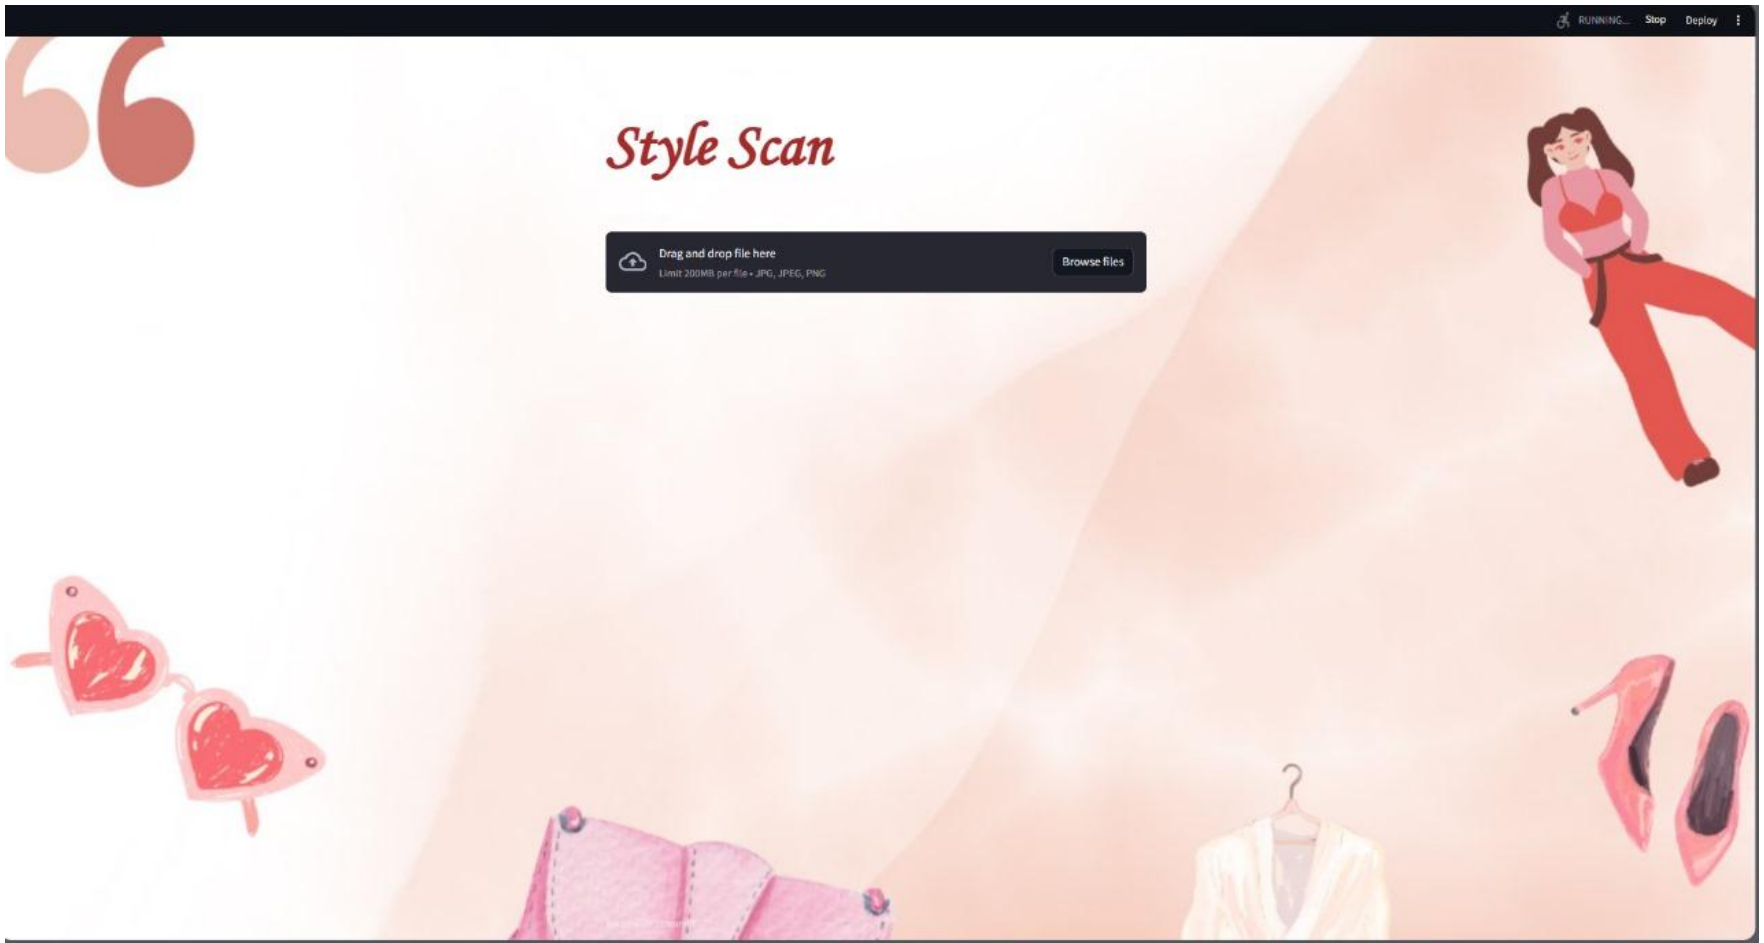 RUNNING... Stop Deploy
Style Scan
Drag and drop file here
Limit 200MB per file • JPG, JPEG, PNG
Browse files